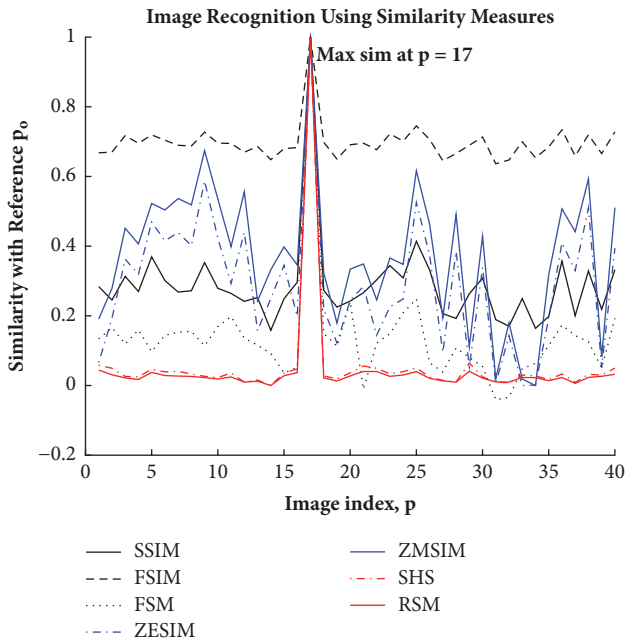 Image Recognition Using Similarity Measures
1
0.8
0.6
0.4
0.2
0
−0.2
Similarity with Reference p₀
Max sim at p = 17
0 5 10 15 20 25 30 35 40
Image index, p
SSIM
FSIM
FSM
ZESIM
ZMSIM
SHS
RSM